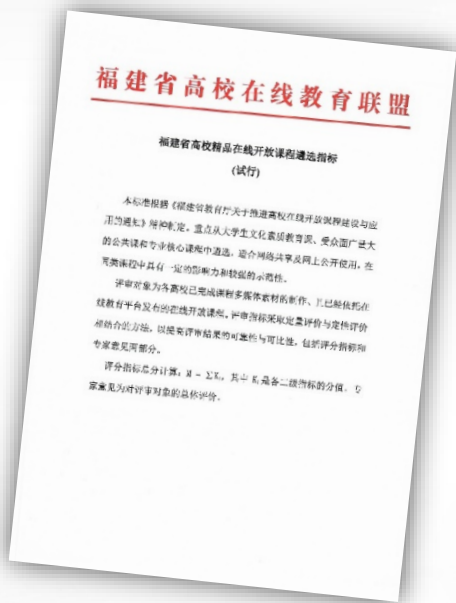 福建省高校在线教育联盟
福建省高校精品在线开放课程遴选指标
(试行)
本标准根据《福建省教育厅关于推进高校在线开放课程建设与应
用的通知》精神制定。重点从大学生文化素质教育课、受众面广量大
的公共课和专业核心课程中遴选，适合网络共享及网上公开使用，在
同类课程中具有一定的影响力和较强的示范性。
评审对象为各高校已完成课程多媒体素材的制作、且已经依托在
线教育平台发布的在线开放课程。评审指标采取定量评价与定性评价
相结合的方法，以提高评审结果的可靠性与可比性，包括评分指标和
专家意见两部分。
评分指标总分计算：M = ΣKᵢ，其中 Kᵢ是各二级指标的分值。专
家意见为对评审对象的总体评价。